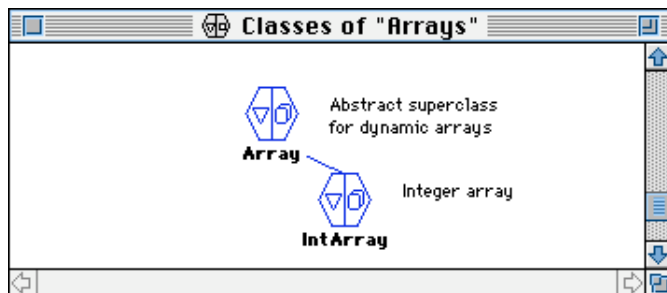 Classes of "Arrays"
Abstract superclass
for dynamic arrays
Array
Integer array
IntArray